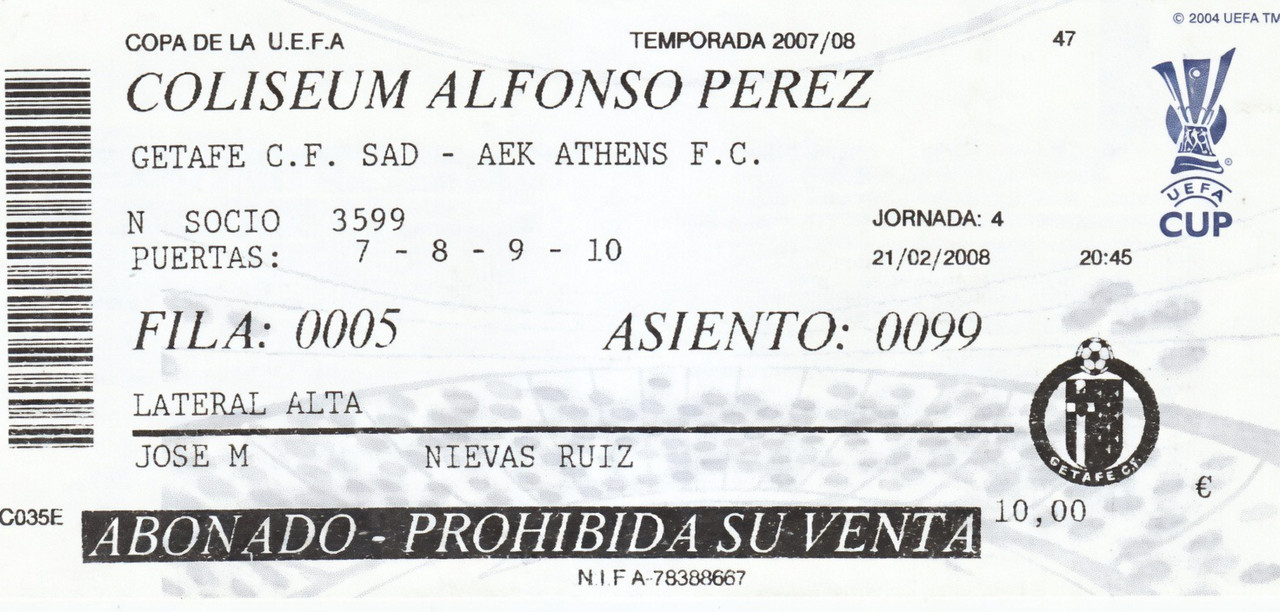 © 2004 UEFA TM
COPA DE LA U.E.F.A TEMPORADA 2007/08 47
COLISEUM ALFONSO PEREZ
GETAFE C.F. SAD - AEK ATHENS F.C.
UEFA
CUP
N SOCIO 3599 JORNADA: 4
PUERTAS: 7 - 8 - 9 - 10 21/02/2008 20:45
FILA: 0005 ASIENTO: 0099
LATERAL ALTA
GETAFE C.F.
JOSE M NIEVAS RUIZ
€
10,00
C035E
ABONADO - PROHIBIDA SU VENTA
N.I.F A-78388667